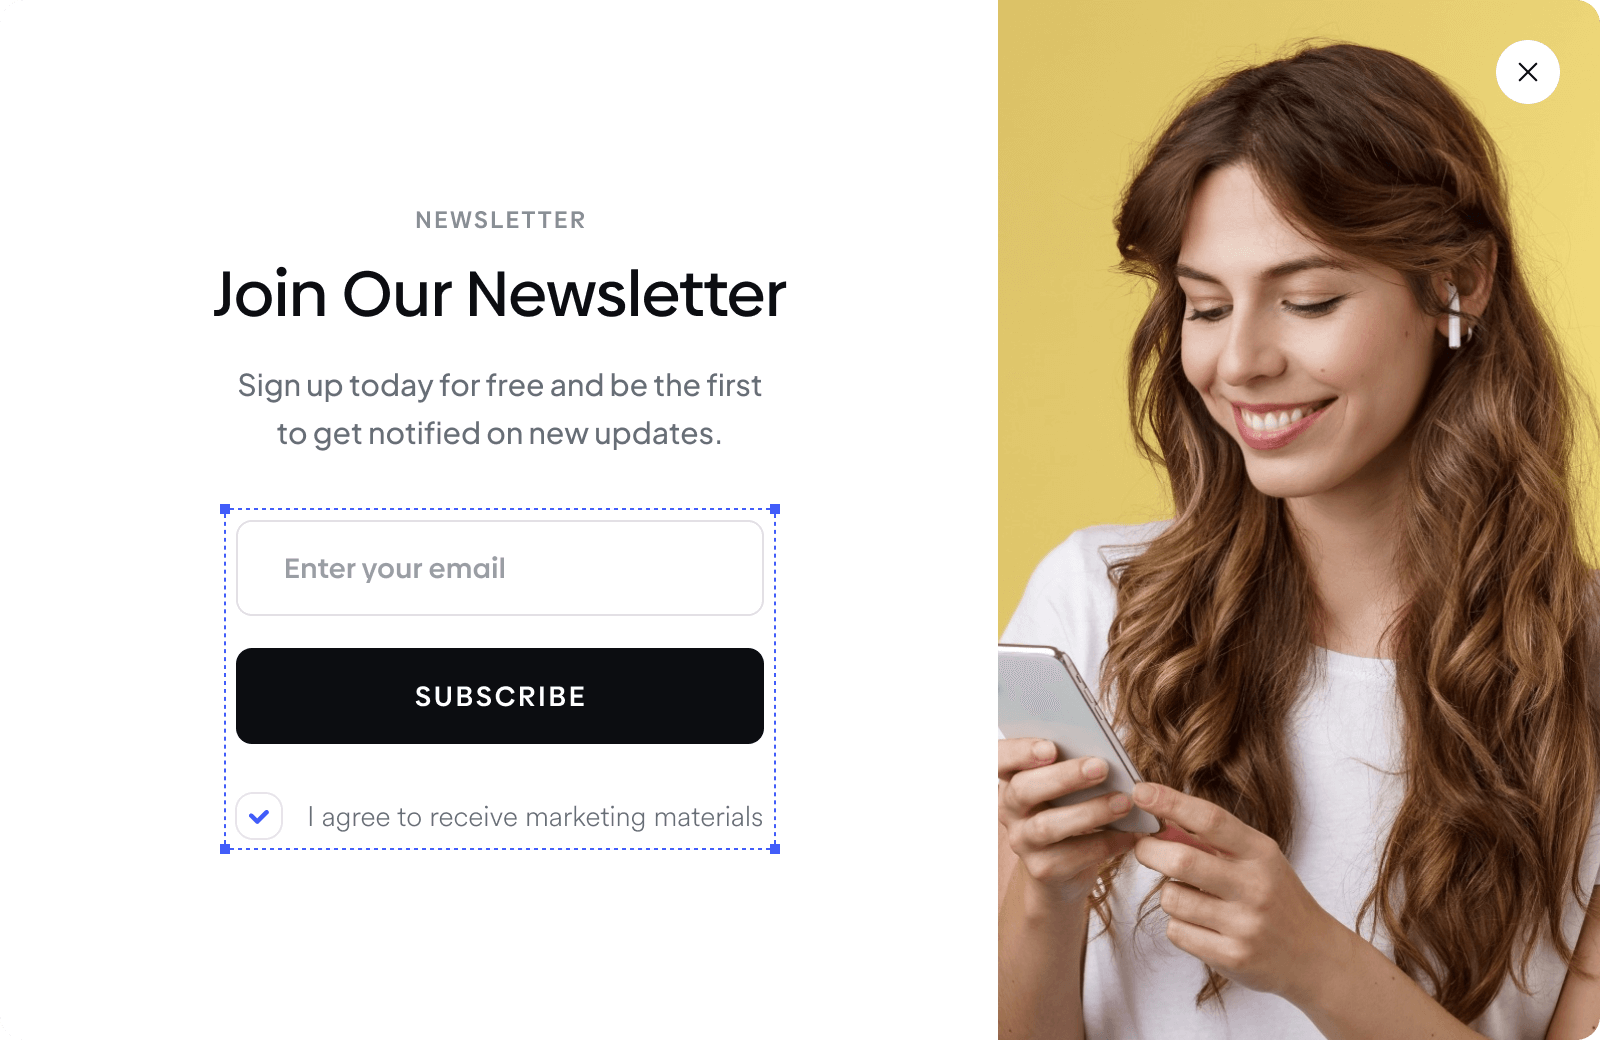 NEWSLETTER
Join Our Newsletter
Sign up today for free and be the first
to get notified on new updates.
Enter your email
SUBSCRIBE
I agree to receive marketing materials